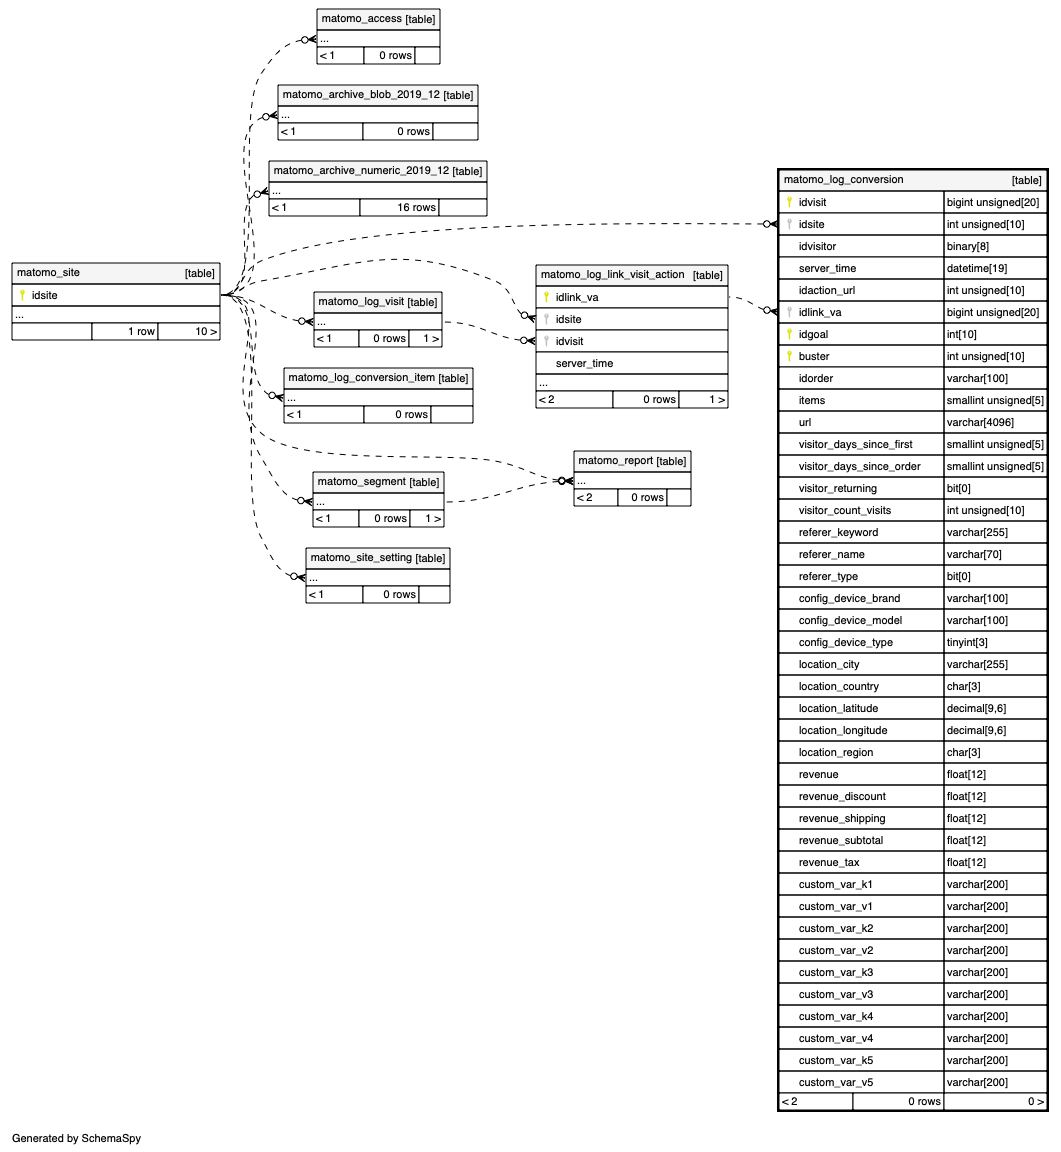 matomo_access [table]
...
< 1 0 rows
matomo_archive_blob_2019_12 [table]
...
< 1 0 rows
matomo_archive_numeric_2019_12 [table]
...
< 1 16 rows
matomo_site [table]
idsite
...
1 row 10 >
matomo_log_visit [table]
...
< 1 0 rows 1 >
matomo_log_conversion_item [table]
...
< 1 0 rows
matomo_segment [table]
...
< 1 0 rows 1 >
matomo_site_setting [table]
...
< 1 0 rows
matomo_log_link_visit_action [table]
idlink_va
idsite
idvisit
server_time
...
< 2 0 rows 1 >
matomo_report [table]
...
< 2 0 rows
matomo_log_conversion [table]
idvisit bigint unsigned[20]
idsite int unsigned[10]
idvisitor binary[8]
server_time datetime[19]
idaction_url int unsigned[10]
idlink_va bigint unsigned[20]
idgoal int[10]
buster int unsigned[10]
idorder varchar[100]
items smallint unsigned[5]
url varchar[4096]
visitor_days_since_first smallint unsigned[5]
visitor_days_since_order smallint unsigned[5]
visitor_returning bit[0]
visitor_count_visits int unsigned[10]
referer_keyword varchar[255]
referer_name varchar[70]
referer_type bit[0]
config_device_brand varchar[100]
config_device_model varchar[100]
config_device_type tinyint[3]
location_city varchar[255]
location_country char[3]
location_latitude decimal[9,6]
location_longitude decimal[9,6]
location_region char[3]
revenue float[12]
revenue_discount float[12]
revenue_shipping float[12]
revenue_subtotal float[12]
revenue_tax float[12]
custom_var_k1 varchar[200]
custom_var_v1 varchar[200]
custom_var_k2 varchar[200]
custom_var_v2 varchar[200]
custom_var_k3 varchar[200]
custom_var_v3 varchar[200]
custom_var_k4 varchar[200]
custom_var_v4 varchar[200]
custom_var_k5 varchar[200]
custom_var_v5 varchar[200]
< 2 0 rows 0 >
Generated by SchemaSpy